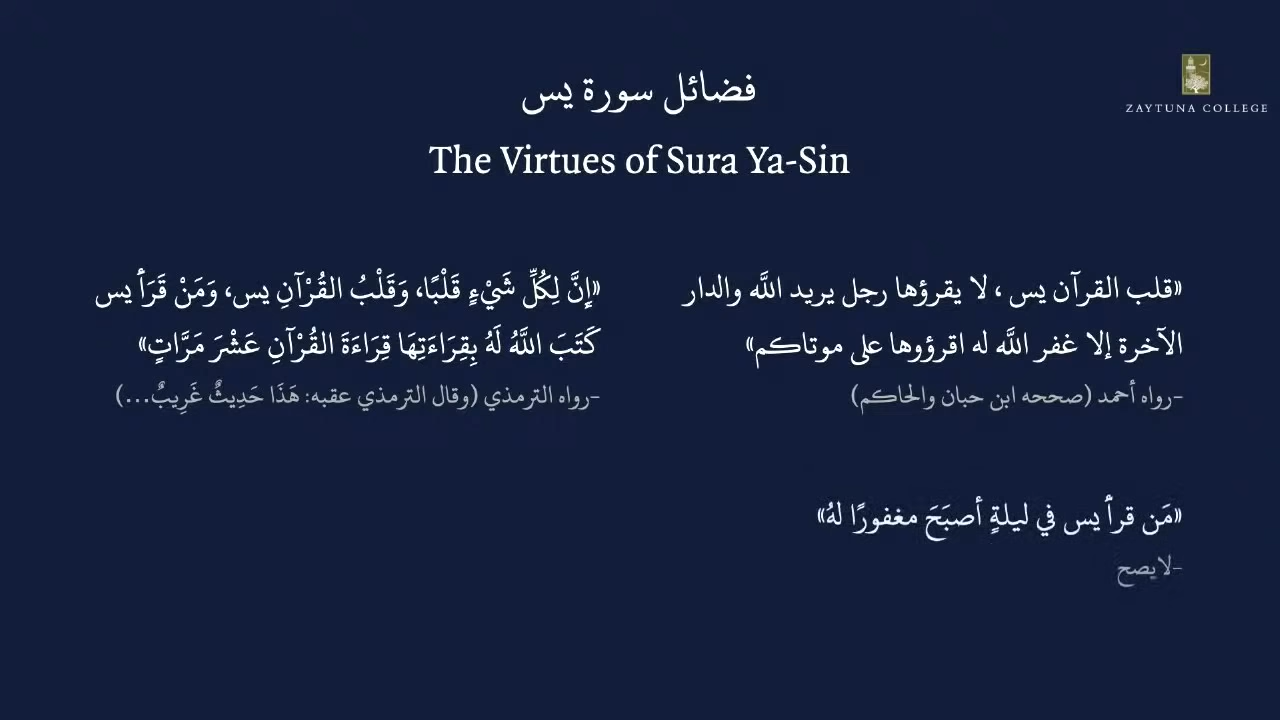 فضائل سورة يس
ZAYTUNA COLLEGE
The Virtues of Sura Ya-Sin
«قلب القرآن يس ، لا يقرؤها رجل يريد الله والدار
الآخرة إلا غفر الله له اقرؤوها على موتاكم»
-رواه أحمد (صححه ابن حبان والحاكم)
«إِنَّ لِكُلِّ شَيْءٍ قَلْبًا، وَقَلْبُ القُرْآنِ يس، وَمَنْ قَرَأَ يس
كَتَبَ اللَّهُ لَهُ بِقِرَاءَتِهَا قِرَاءَةَ القُرْآنِ عَشْرَ مَرَّاتٍ»
-رواه الترمذي (وقال الترمذي عقبه: هَذَا حَدِيثٌ غَرِيبٌ...)
«مَن قرأ يس في ليلةٍ أصبَحَ مغفورًا لهُ»
-لايصح